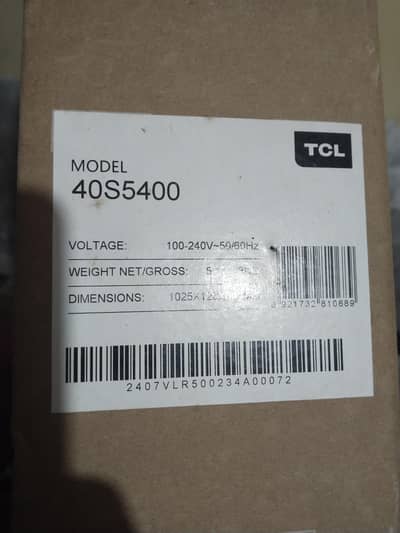 TCL
MODEL
40S5400
VOLTAGE: 100-240V~50/60Hz
WEIGHT NET/GROSS:
DIMENSIONS:
2407VLR500234A00072